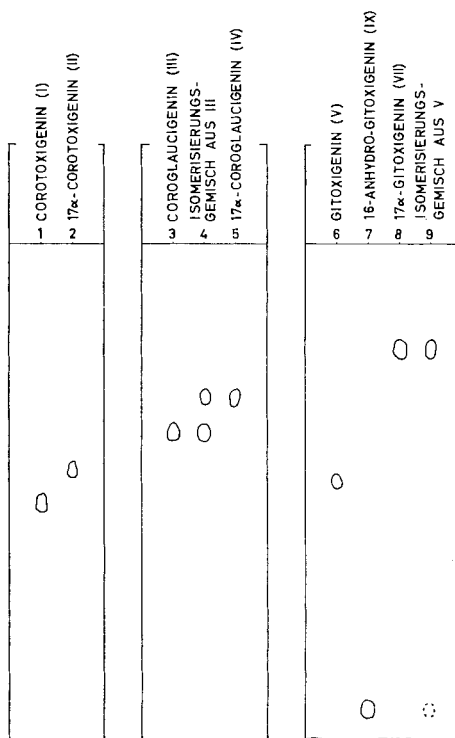 COROTOXIGENIN (I)
17α-COROTOXIGENIN (II)
1 2
COROGLAUCIGENIN (III)
ISOMERISIERUNGS-
GEMISCH AUS III
17α-COROGLAUCIGENIN (IV)
3 4 5
GITOXIGENIN (V)
16-ANHYDRO-GITOXIGENIN (IX)
17α-GITOXIGENIN (VII)
ISOMERISIERUNGS-
GEMISCH AUS V
6 7 8 9